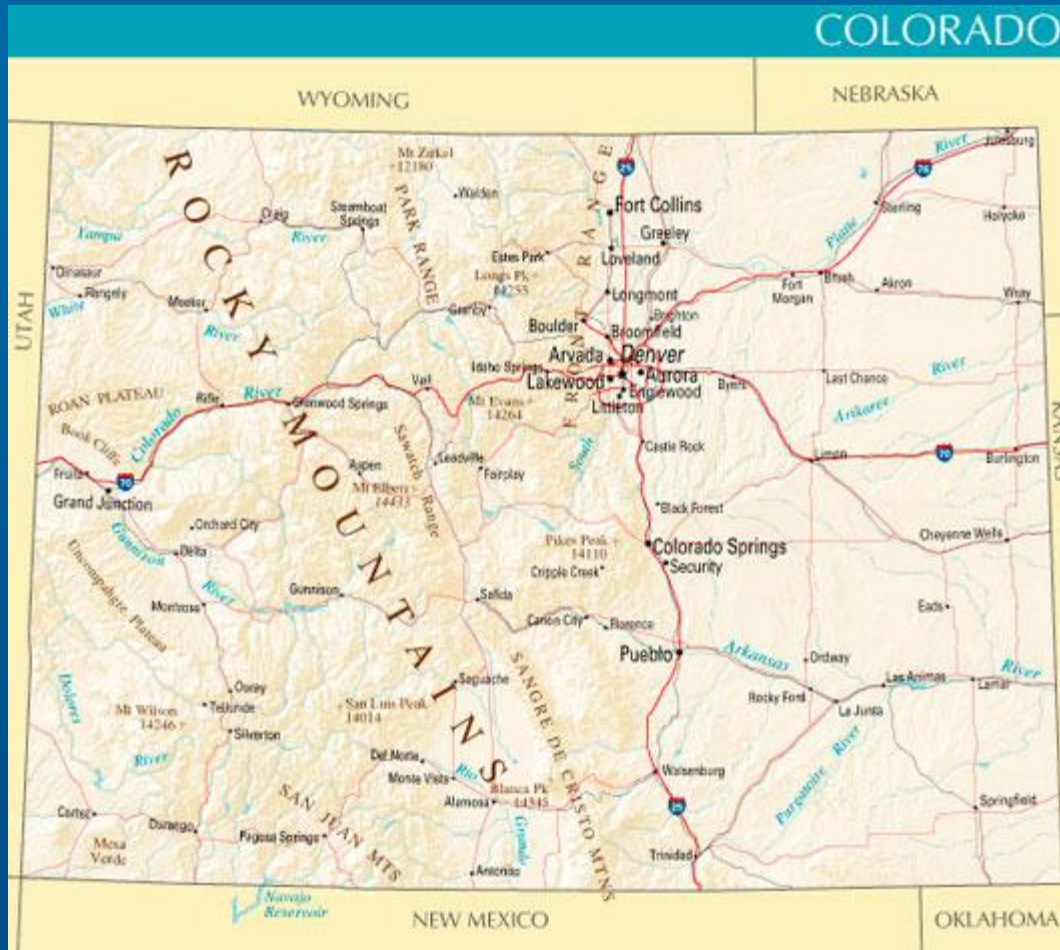 COLORADO
WYOMING
NEBRASKA
UTAH
KANSAS
NEW MEXICO
OKLAHOMA
ROCKY MOUNTAINS
Mt Zirkel
+12180
PARK RANGE
FRONT RANGE
Walden
25
76
River
Julesburg
Sterling
Holyoke
Platte
Craig
Steamboat
Springs
Yampa
River
Fort Collins
Greeley
Loveland
Estes Park
Longs Pk +
14255
Dinosaur
Rangely
White
Meeker
River
Granby
Longmont
Brighton
Fort
Morgan
Brush
Akron
Wray
Boulder
Broomfield
Arvada
Denver
Idaho Springs
Lakewood
Aurora
Englewood
Littleton
Byers
Last Chance
River
Arikaree
ROAN PLATEAU
Book Cliffs
Rifle
River
Glenwood Springs
Vail
Mt Evans +
14264
Colorado
Fruita
70
Grand Junction
Aspen
Mt Elbert +
14433
Sawatch Range
Leadville
Fairplay
South
Castle Rock
Limon
70
Burlington
Orchard City
Gunnison
Delta
Black Forest
Pikes Peak +
14110
Colorado Springs
Security
Cripple Creek
Cheyenne Wells
Uncompahgre Plateau
Montrose
River
Gunnison
Salida
Canon City
Florence
Eads
Pueblo
Arkansas
Ordway
River
Rocky Ford
Las Animas
Lamar
La Junta
Dolores
River
Ouray
Telluride
Mt Wilson
14246 +
Silverton
San Luis Peak
14014
Saguache
SANGRE DE CRISTO MTNS
Del Norte
Monte Vista
Rio
Grande
Blanca Pk
14345
Alamosa
Walsenburg
25
Purgatoire River
Springfield
Cortez
Mesa
Verde
Durango
SAN JUAN MTS
Pagosa Springs
Antonito
Trinidad
Navajo
Reservoir